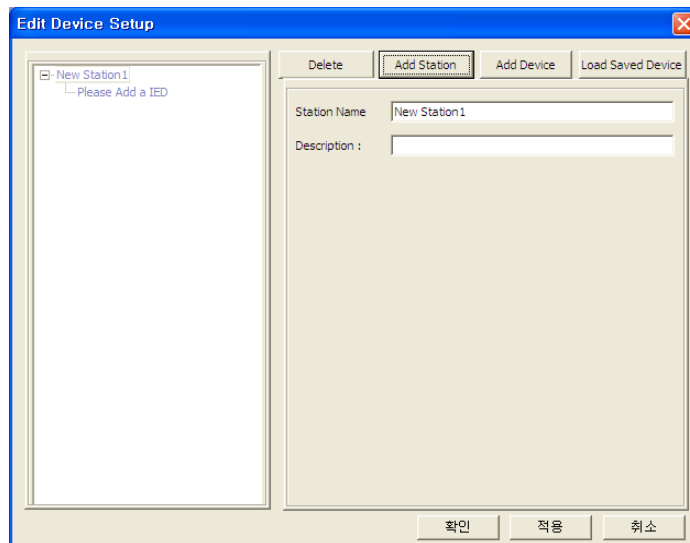 Edit Device Setup
New Station1
Please Add a IED
Delete
Add Station
Add Device
Load Saved Device
Station Name
New Station1
Description :
확인
적용
취소